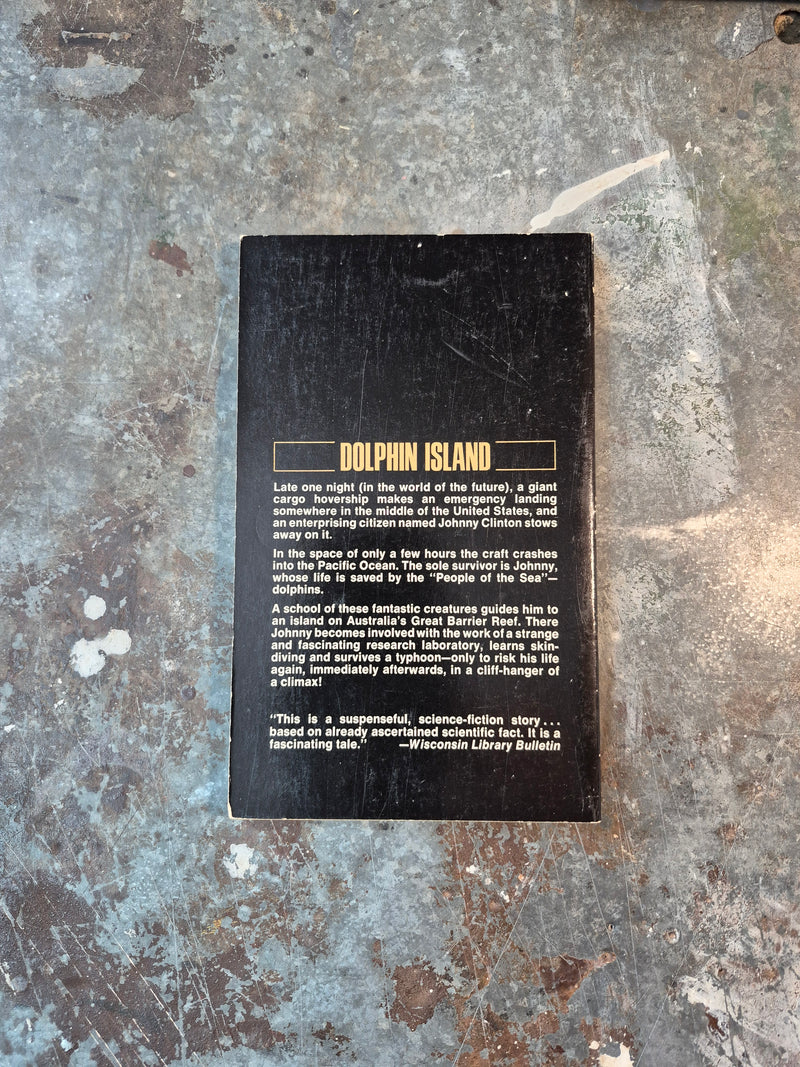 DOLPHIN ISLAND
Late one night (in the world of the future), a giant
cargo hovership makes an emergency landing
somewhere in the middle of the United States, and
an enterprising citizen named Johnny Clinton stows
away on it.
In the space of only a few hours the craft crashes
into the Pacific Ocean. The sole survivor is Johnny,
whose life is saved by the "People of the Sea"—
dolphins.
A school of these fantastic creatures guides him to
an island on Australia's Great Barrier Reef. There
Johnny becomes involved with the work of a strange
and fascinating research laboratory, learns skin-
diving and survives a typhoon—only to risk his life
again, immediately afterwards, in a cliff-hanger of
a climax!
"This is a suspenseful, science-fiction story...
based on already ascertained scientific fact. It is a
fascinating tale." —Wisconsin Library Bulletin